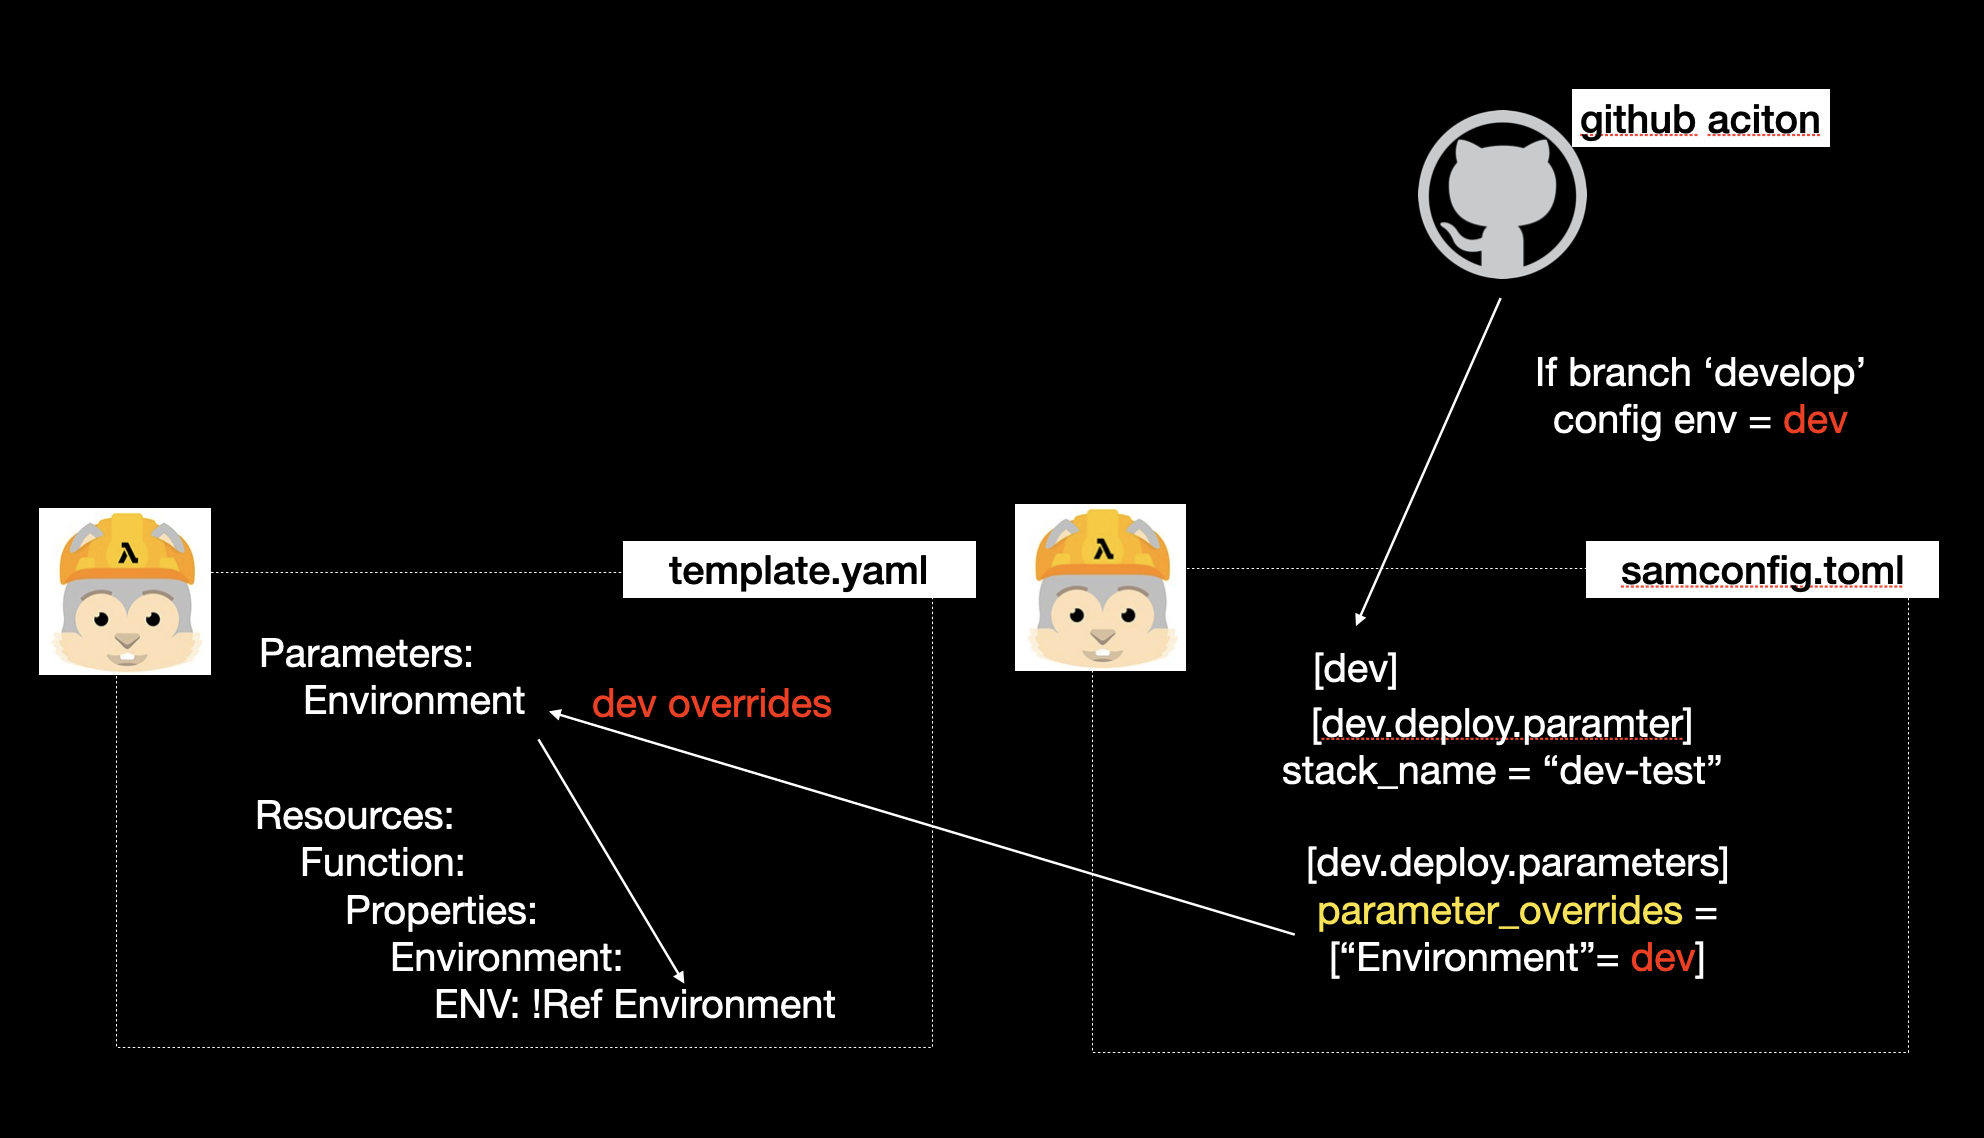 github aciton
If branch ‘develop’
config env = dev
template.yaml
Parameters:
Environment
dev overrides
Resources:
Function:
Properties:
Environment:
ENV: !Ref Environment
samconfig.toml
[dev]
[dev.deploy.paramter]
stack_name = “dev-test”
[dev.deploy.parameters]
parameter_overrides =
[“Environment”= dev]